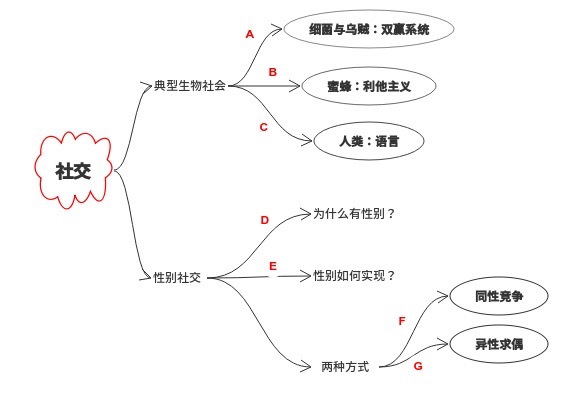 社交
典型生物社会
A
细菌与乌贼：双赢系统
B
蜜蜂：利他主义
C
人类：语言
性别社交
D
为什么有性别？
E
性别如何实现？
两种方式
F
同性竞争
G
异性求偶